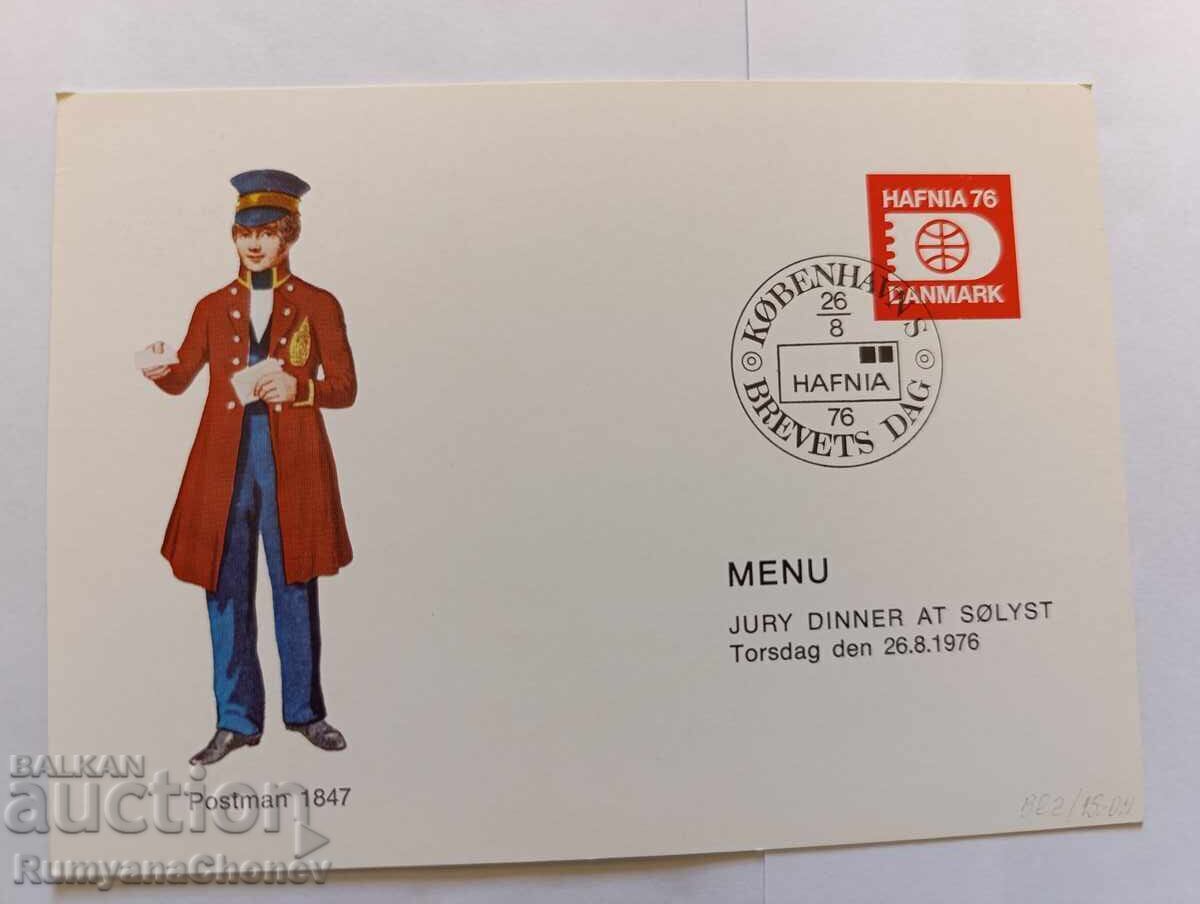 HAFNIA 76
DANMARK
KØBENHAVN S
26
8
HAFNIA
76
BREVETS DAG
MENU
JURY DINNER AT SØLYST
Torsdag den 26.8.1976
Postman 1847
BALKAN
auction
RumyanaChonev